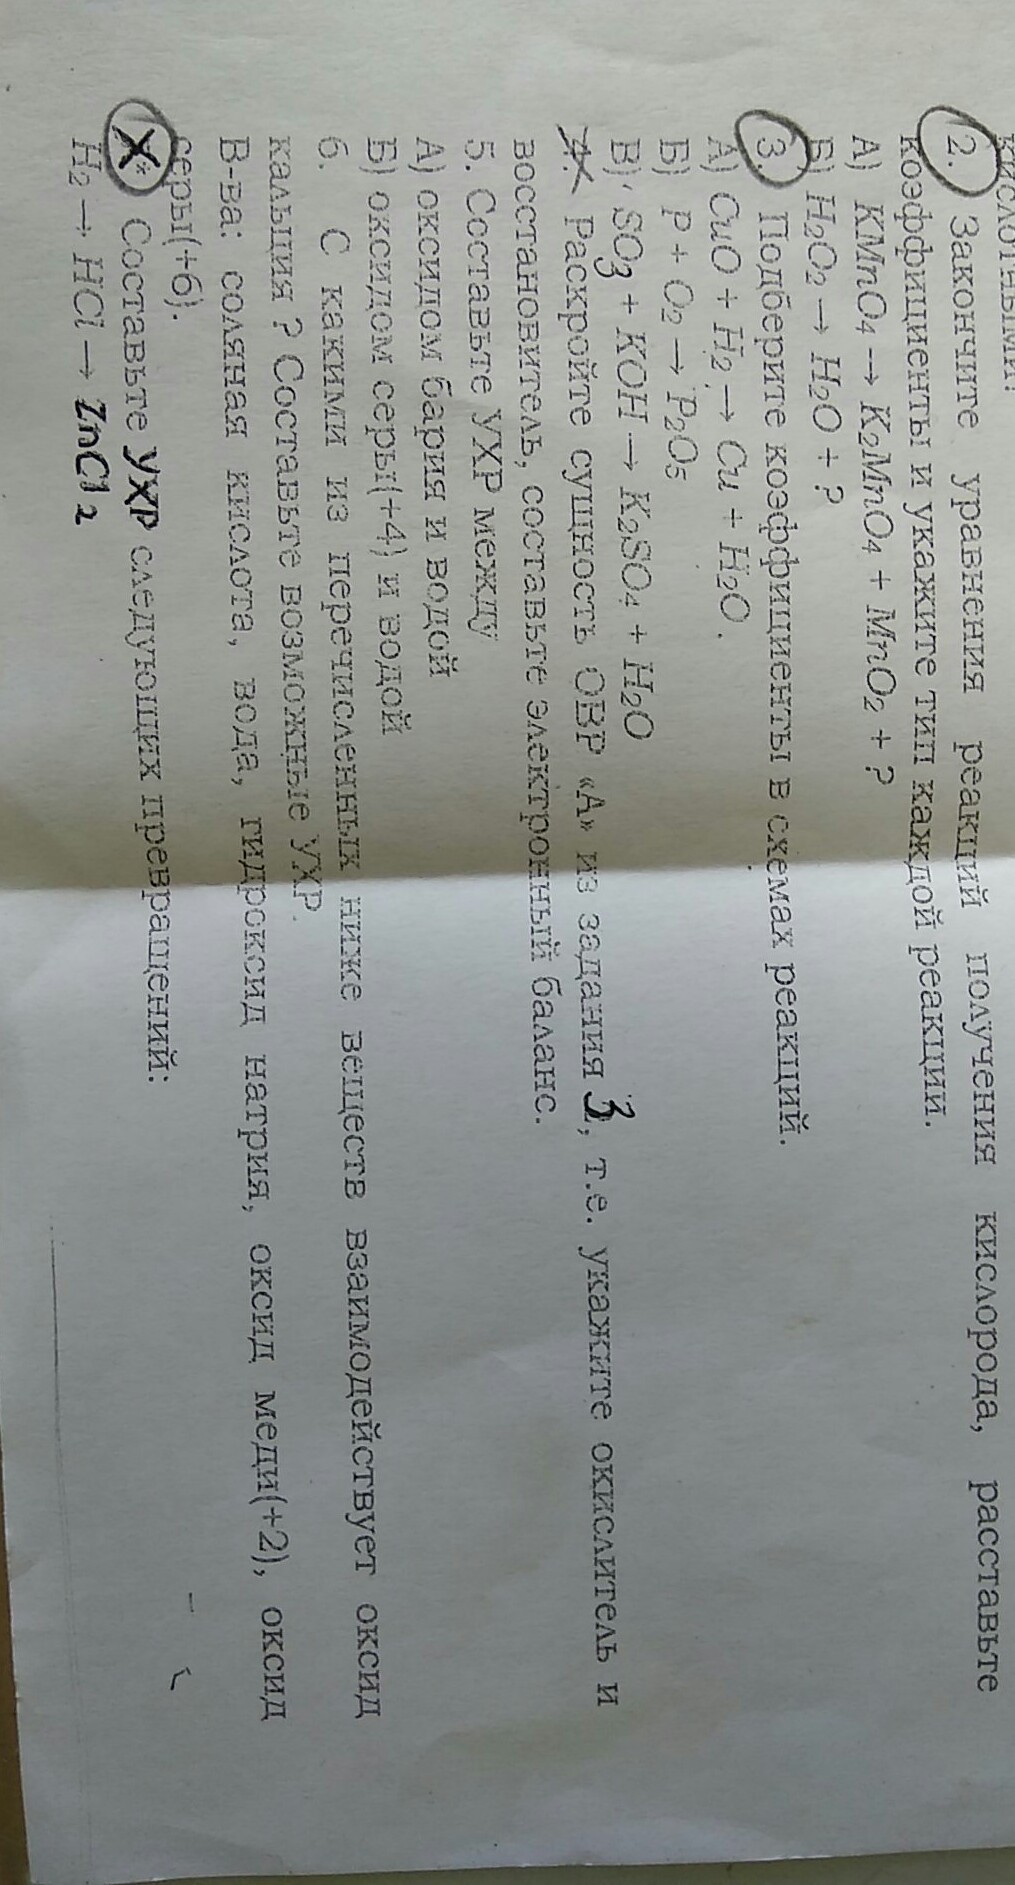 кислотными:
2. Закончите уравнения реакций получения кислорода, расставьте
коэффициенты и укажите тип каждой реакции.
А) KMnO4 → K2MnO4 + MnO2 + ?
Б) H2O2 → H2O + ?
3. Подберите коэффициенты в схемах реакций.
А) CuO + H2 → Cu + H2O.
Б) P + O2 → P2O5
В) SO3 + KOH → K2SO4 + H2O
Раскройте сущность ОВР «А» из задания 3, т.е. укажите окислитель и
восстановитель, составьте электронный баланс.
5. Составьте УХР между
А) оксидом бария и водой
Б) оксидом серы(+4) и водой
6. С какими из перечисленных ниже веществ взаимодействует оксид
кальция ? Составьте возможные УХР.
В-ва: соляная кислота, вода, гидроксид натрия, оксид меди(+2), оксид
серы(+6).
X* Составьте УХР следующих превращений:
H2 → HCl → ZnCl2